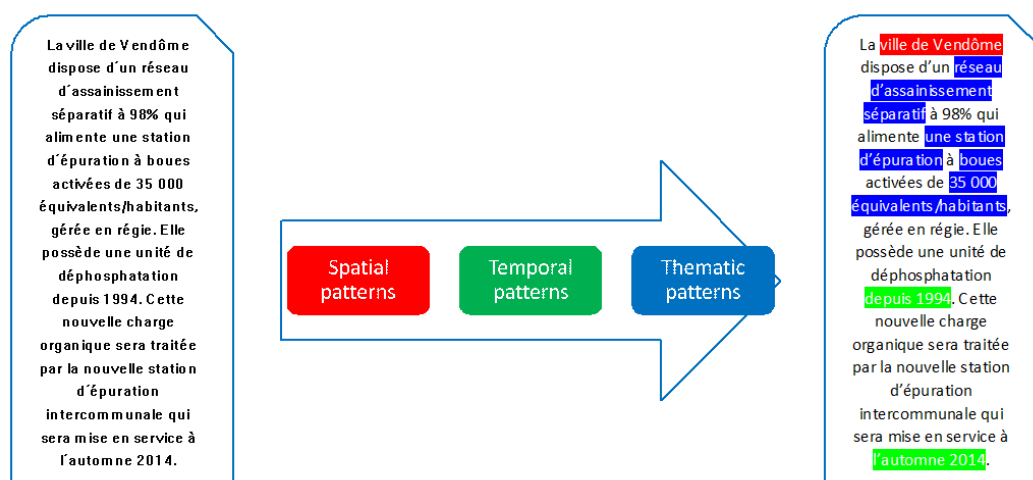 La ville de Vendôme
dispose d´un réseau
d´assainissement
séparatif à 98% qui
alimente une station
d´épuration à boues
activées de 35 000
équivalents/habitants,
gérée en régie. Elle
possède une unité de
déphosphatation
depuis 1994. Cette
nouvelle charge
organique sera traitée
par la nouvelle station
d´épuration
intercommunale qui
sera mise en service à
l´automne 2014.
Spatial
patterns
Temporal
patterns
Thematic
patterns
La ville de Vendôme
dispose d’un réseau
d’assainissement
séparatif à 98% qui
alimente une station
d’épuration à boues
activées de 35 000
équivalents/habitants,
gérée en régie. Elle
possède une unité de
déphosphatation
depuis 1994. Cette
nouvelle charge
organique sera traitée
par la nouvelle station
d’épuration
intercommunale qui
sera mise en service à
l’automne 2014.